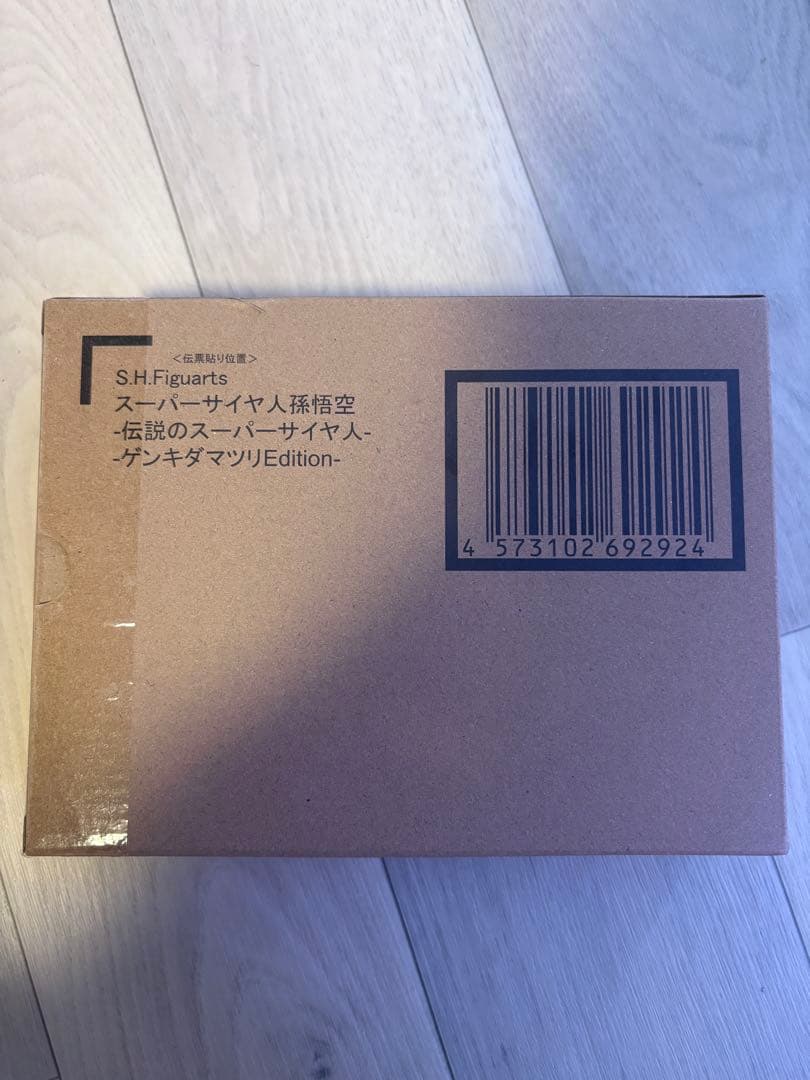 ＜伝票貼り位置＞
S.H.Figuarts
スーパーサイヤ人孫悟空
-伝説のスーパーサイヤ人-
-ゲンキダマツリEdition-
4 573102 692924